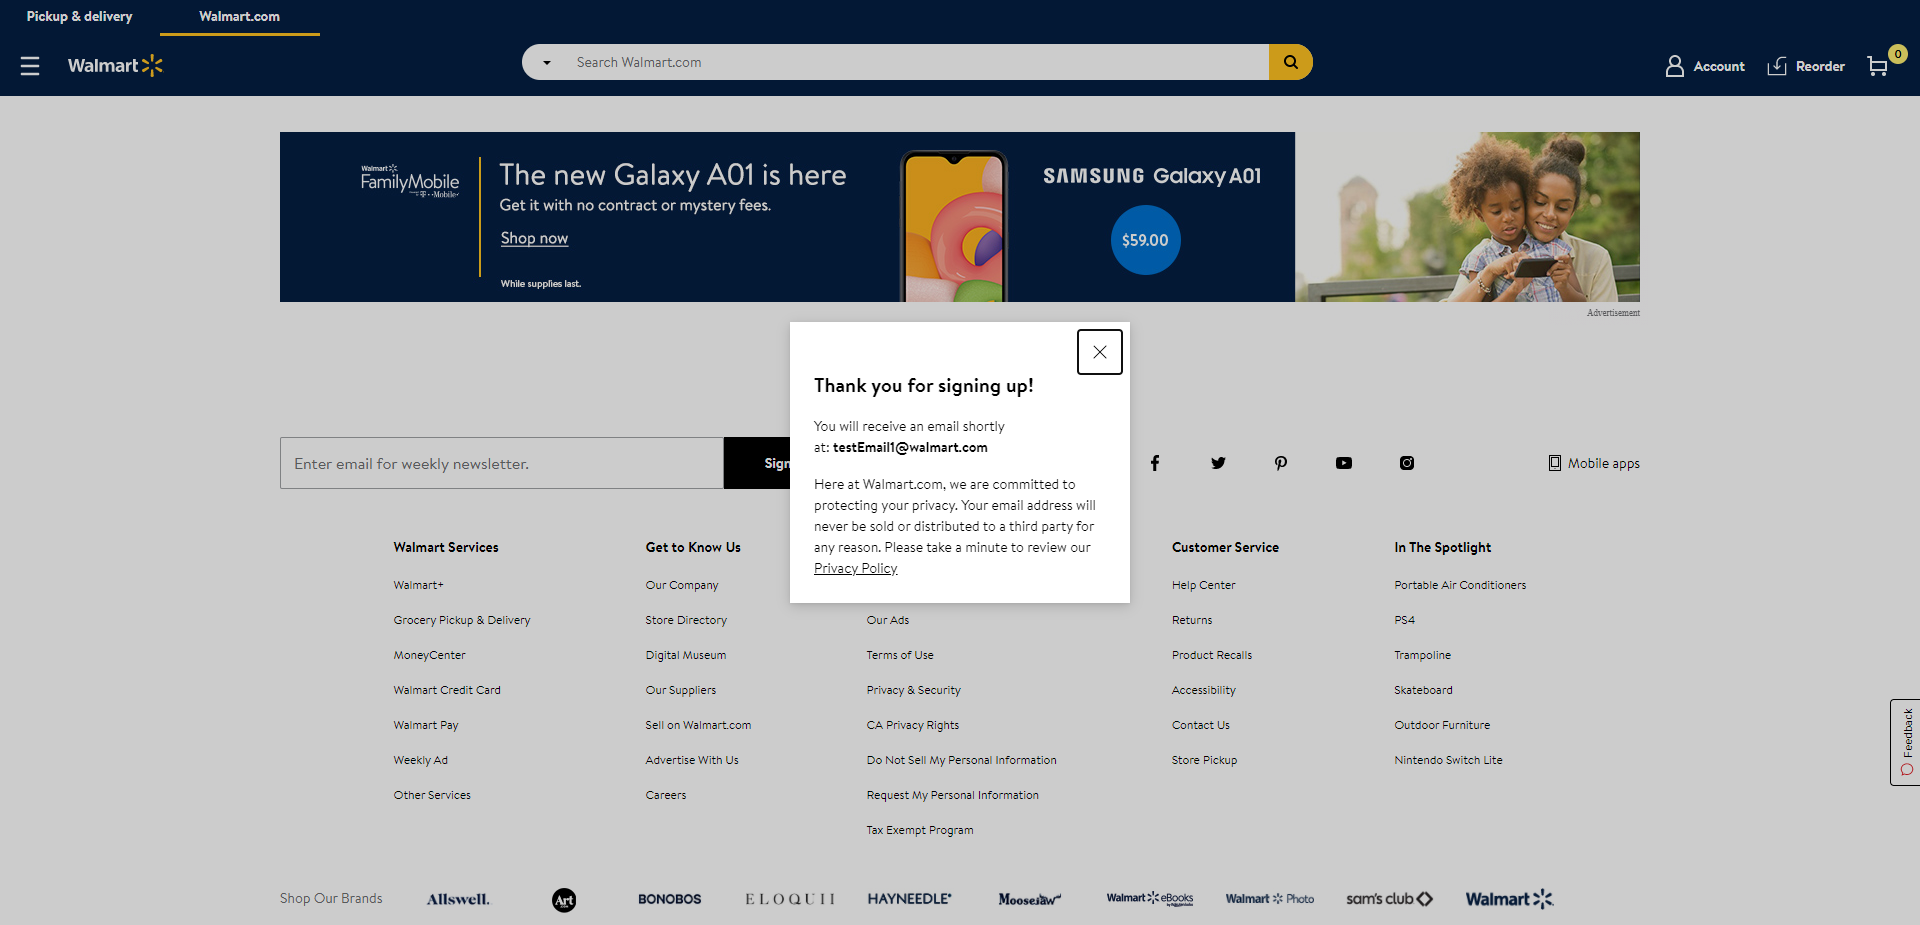 Pickup & delivery
Walmart.com
Walmart
Search Walmart.com
Account
Reorder
0
Walmart
FamilyMobile
The new Galaxy A01 is here
Get it with no contract or mystery fees.
Shop now
While supplies last.
SAMSUNG Galaxy A01
$59.00
Advertisement
Thank you for signing up!
You will receive an email shortly
at: testEmail1@walmart.com
Here at Walmart.com, we are committed to
protecting your privacy. Your email address will
never be sold or distributed to a third party for
any reason. Please take a minute to review our
Privacy Policy
Enter email for weekly newsletter.
Sign
Mobile apps
Walmart Services
Walmart+
Grocery Pickup & Delivery
MoneyCenter
Walmart Credit Card
Walmart Pay
Weekly Ad
Other Services
Get to Know Us
Our Company
Store Directory
Digital Museum
Our Suppliers
Sell on Walmart.com
Advertise With Us
Careers
Our Ads
Terms of Use
Privacy & Security
CA Privacy Rights
Do Not Sell My Personal Information
Request My Personal Information
Tax Exempt Program
Customer Service
Help Center
Returns
Product Recalls
Accessibility
Contact Us
Store Pickup
In The Spotlight
Portable Air Conditioners
PS4
Trampoline
Skateboard
Outdoor Furniture
Nintendo Switch Lite
Feedback
Shop Our Brands
Allswell.
Art
BONOBOS
ELOQUII
HAYNEEDLE
Moosejaw
Walmart eBooks
Walmart Photo
sam's club
Walmart